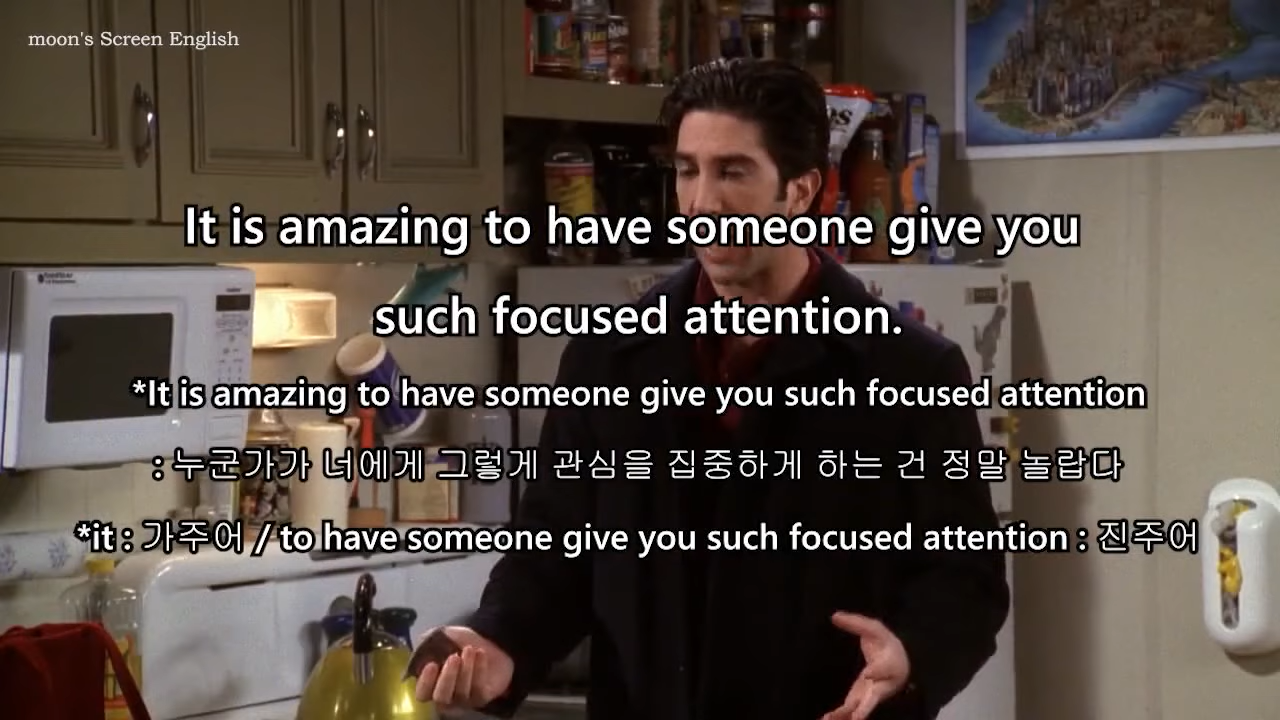 moon's Screen English
It is amazing to have someone give you
such focused attention.
*It is amazing to have someone give you such focused attention
: 누군가가 너에게 그렇게 관심을 집중하게 하는 건 정말 놀랍다
*it : 가주어 / to have someone give you such focused attention : 진주어